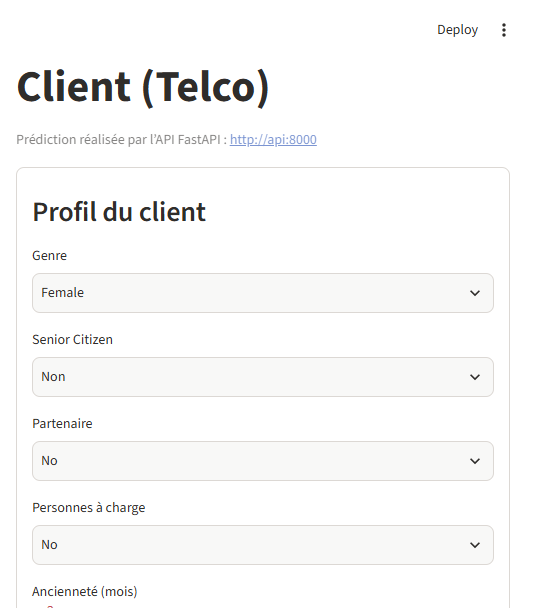 Deploy
Client (Telco)
Prédiction réalisée par l'API FastAPI : http://api:8000
Profil du client
Genre
Female
Senior Citizen
Non
Partenaire
No
Personnes à charge
No
Ancienneté (mois)